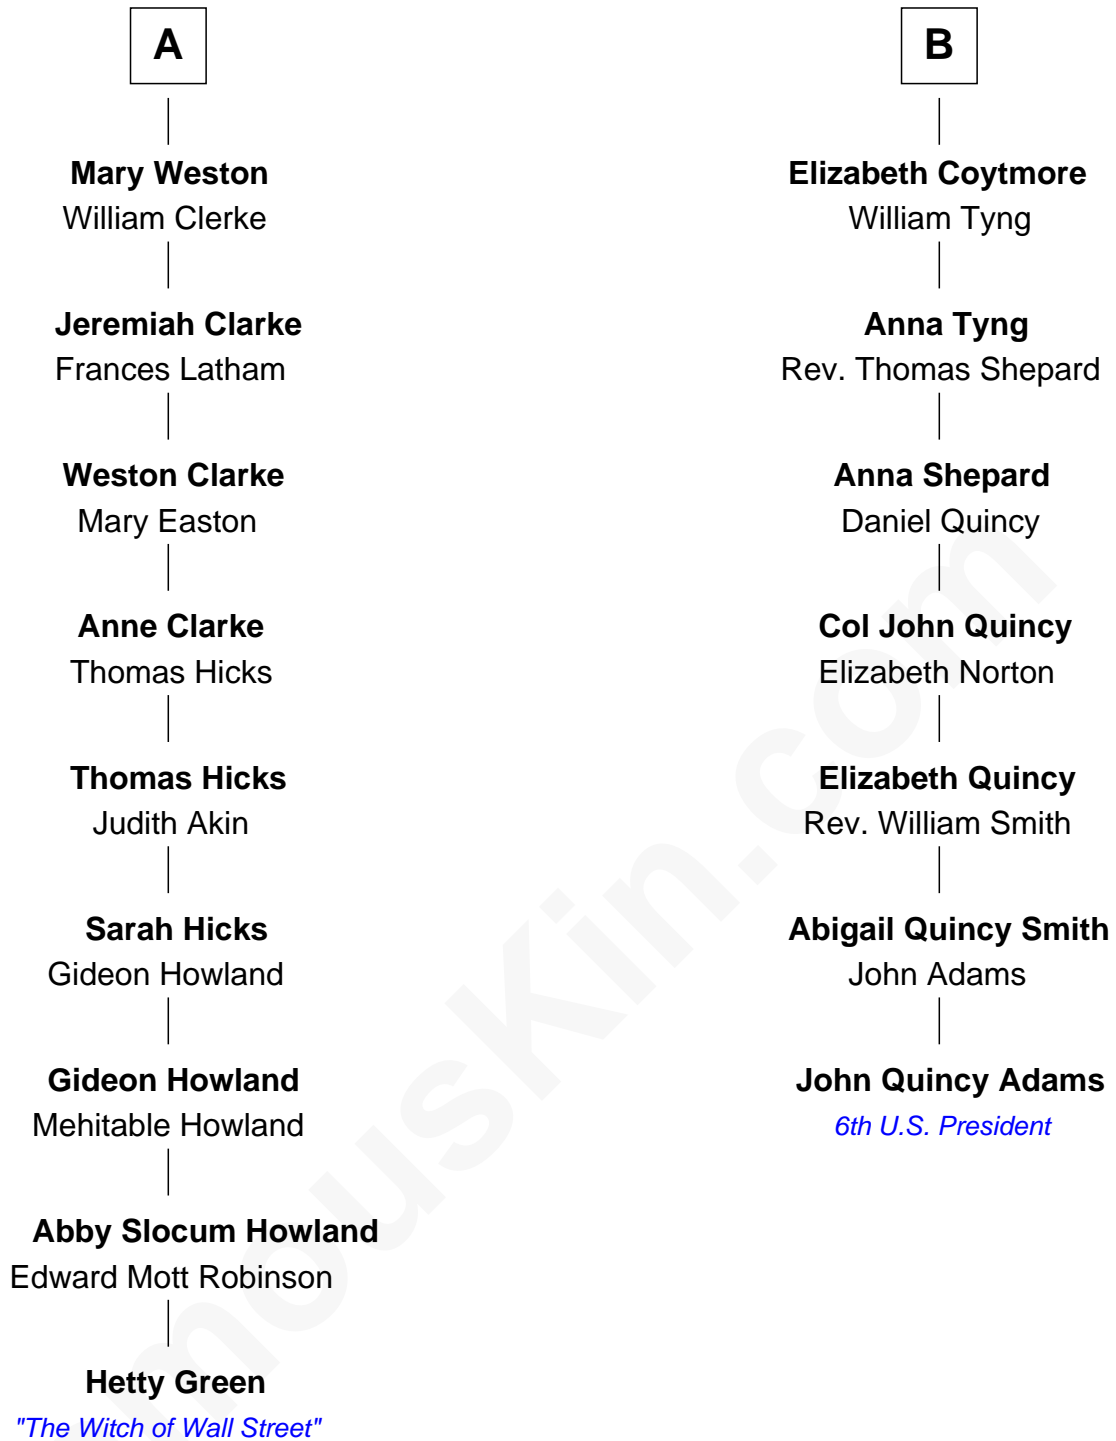 A
Mary Weston
William Clerke
Jeremiah Clarke
Frances Latham
Weston Clarke
Mary Easton
Anne Clarke
Thomas Hicks
Thomas Hicks
Judith Akin
Sarah Hicks
Gideon Howland
Gideon Howland
Mehitable Howland
Abby Slocum Howland
Edward Mott Robinson
Hetty Green
"The Witch of Wall Street"
B
Elizabeth Coytmore
William Tyng
Anna Tyng
Rev. Thomas Shepard
Anna Shepard
Daniel Quincy
Col John Quincy
Elizabeth Norton
Elizabeth Quincy
Rev. William Smith
Abigail Quincy Smith
John Adams
John Quincy Adams
6th U.S. President
mousKin.com